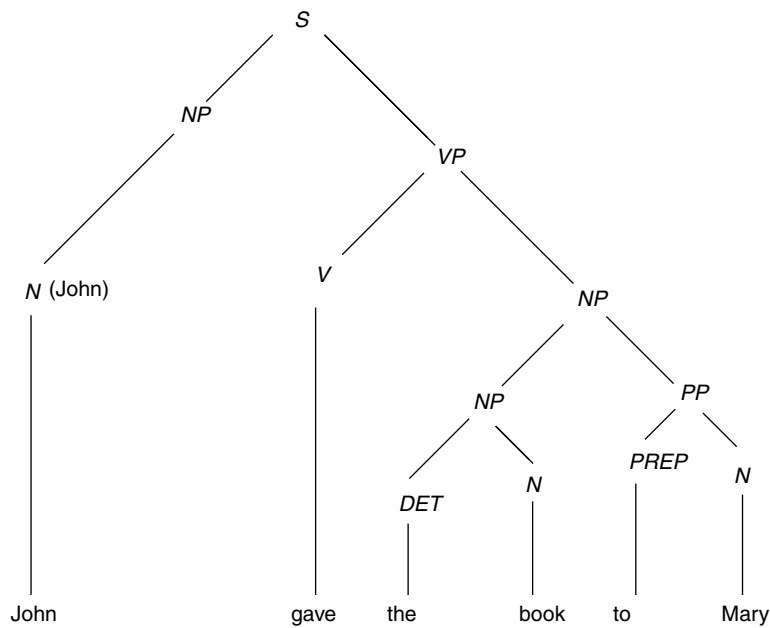 S
NP
VP
N (John)
V
NP
NP
PP
DET
N
PREP
N
John gave the book to Mary